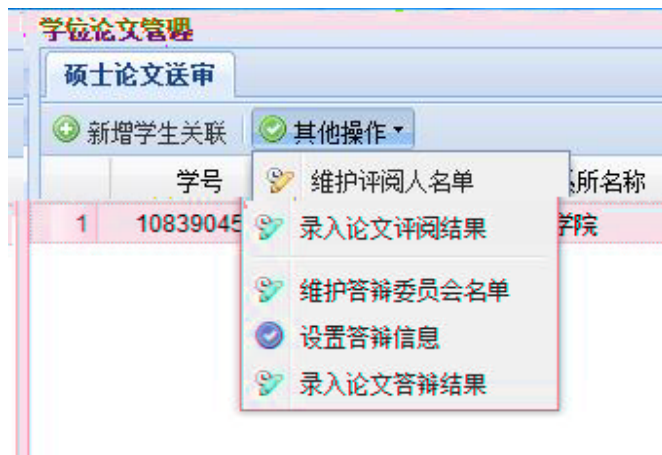 学位论文管理
硕士论文送审
新增学生关联 其他操作
学号 维护评阅人名单 所名称
1 10839045 录入论文评阅结果 学院
维护答辩委员会名单
设置答辩信息
录入论文答辩结果